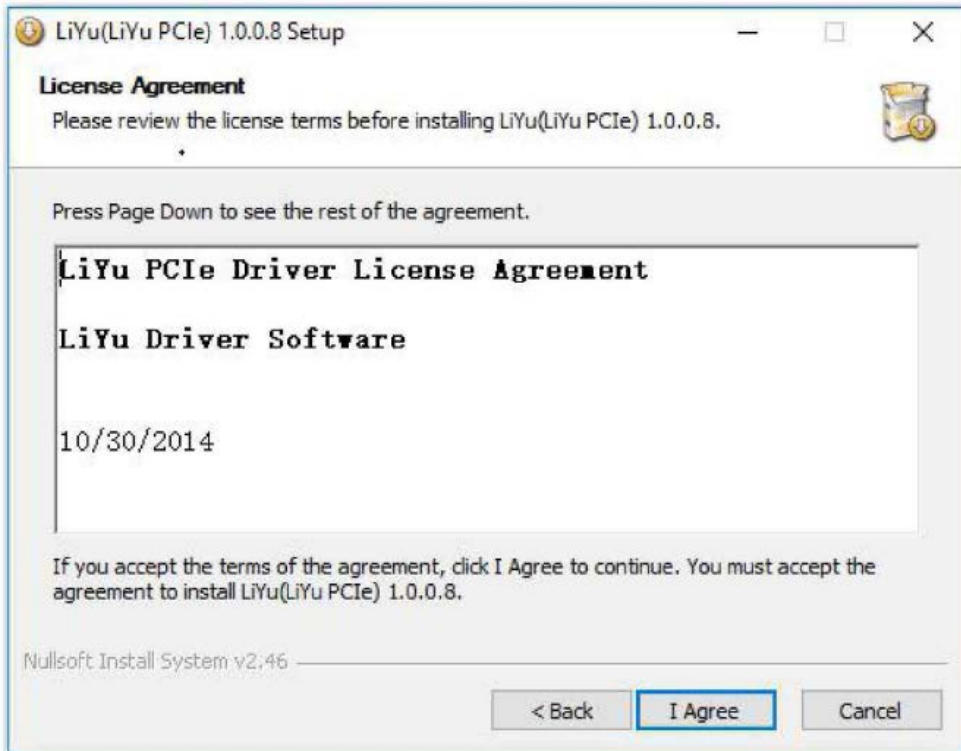 LiYu(LiYu PCIe) 1.0.0.8 Setup
License Agreement
Please review the license terms before installing LiYu(LiYu PCIe) 1.0.0.8.
Press Page Down to see the rest of the agreement.
LiYu PCIe Driver License Agreement
LiYu Driver Software
10/30/2014
If you accept the terms of the agreement, click I Agree to continue. You must accept the
agreement to install LiYu(LiYu PCIe) 1.0.0.8.
Nullsoft Install System v2.46
< Back
I Agree
Cancel